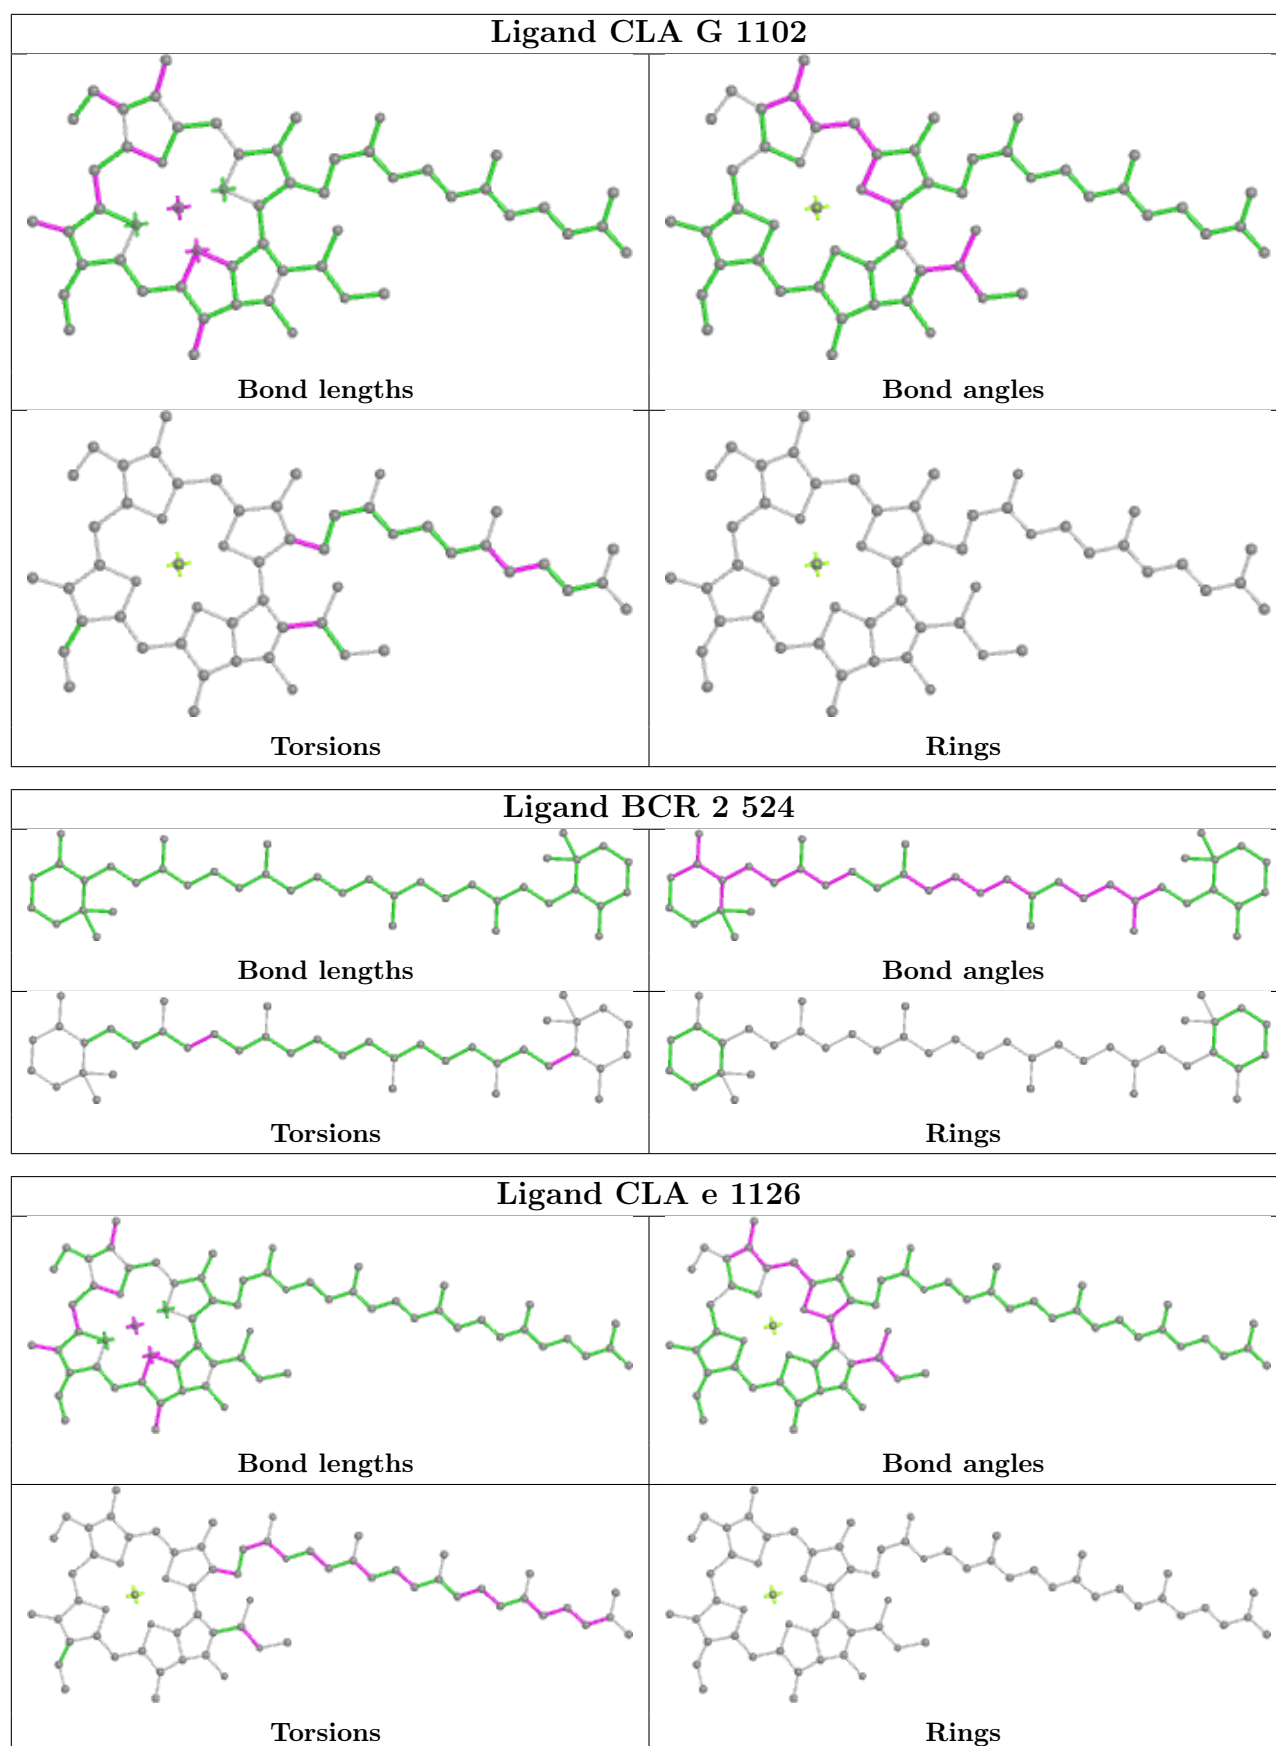 Ligand CLA G 1102
Bond lengths
Bond angles
Torsions
Rings
Ligand BCR 2 524
Bond lengths
Bond angles
Torsions
Rings
Ligand CLA e 1126
Bond lengths
Bond angles
Torsions
Rings